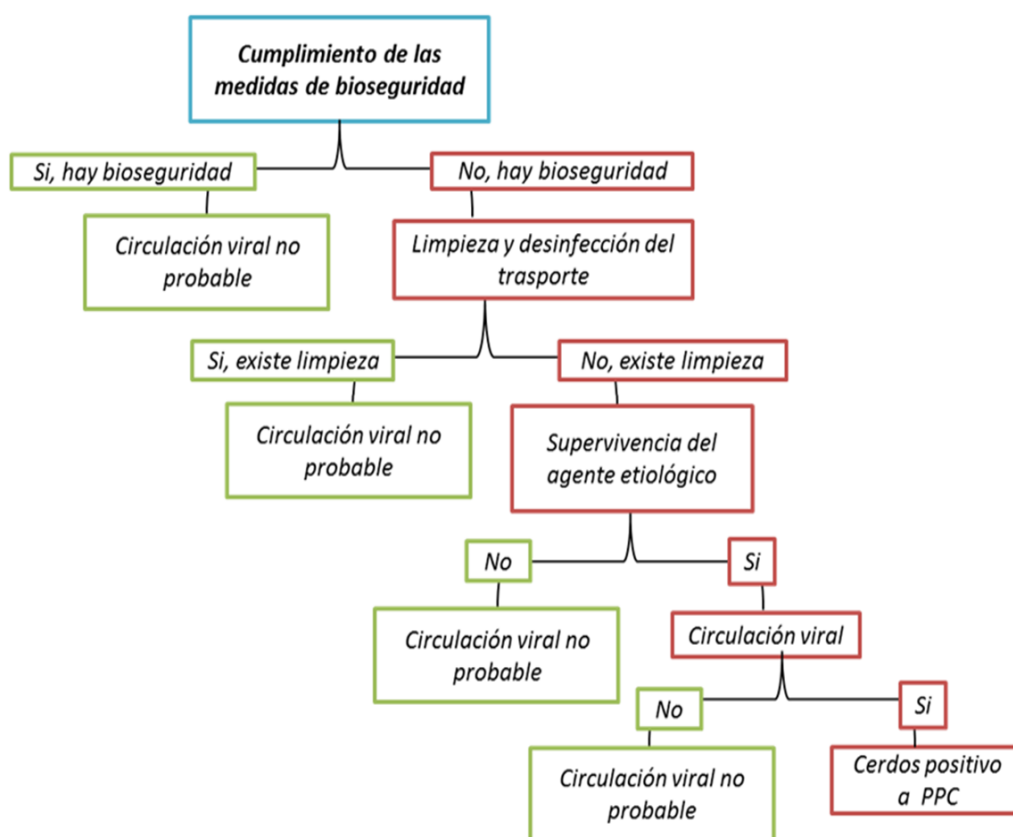 Cumplimiento de las
medidas de bioseguridad
Si, hay bioseguridad
No, hay bioseguridad
Circulación viral no
probable
Limpieza y desinfección del
trasporte
Si, existe limpieza
No, existe limpieza
Circulación viral no
probable
Supervivencia del
agente etiológico
No
Si
Circulación viral no
probable
Circulación viral
No
Si
Circulación viral no
probable
Cerdos positivo
a PPC